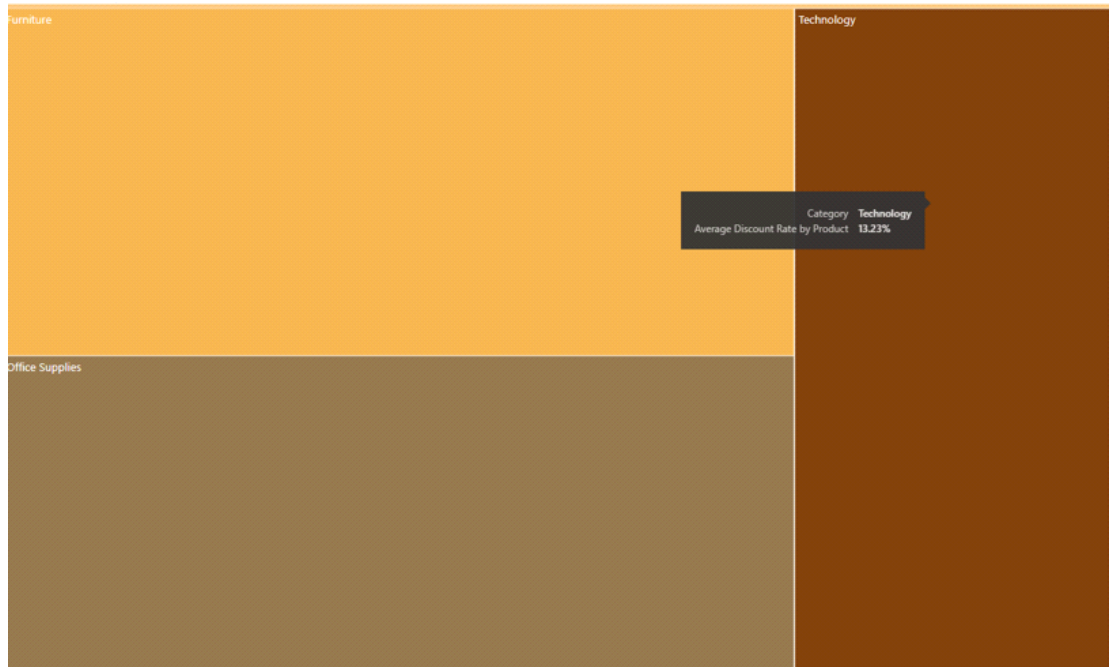 Furniture
Technology
Category Technology
Average Discount Rate by Product 13.23%
Office Supplies